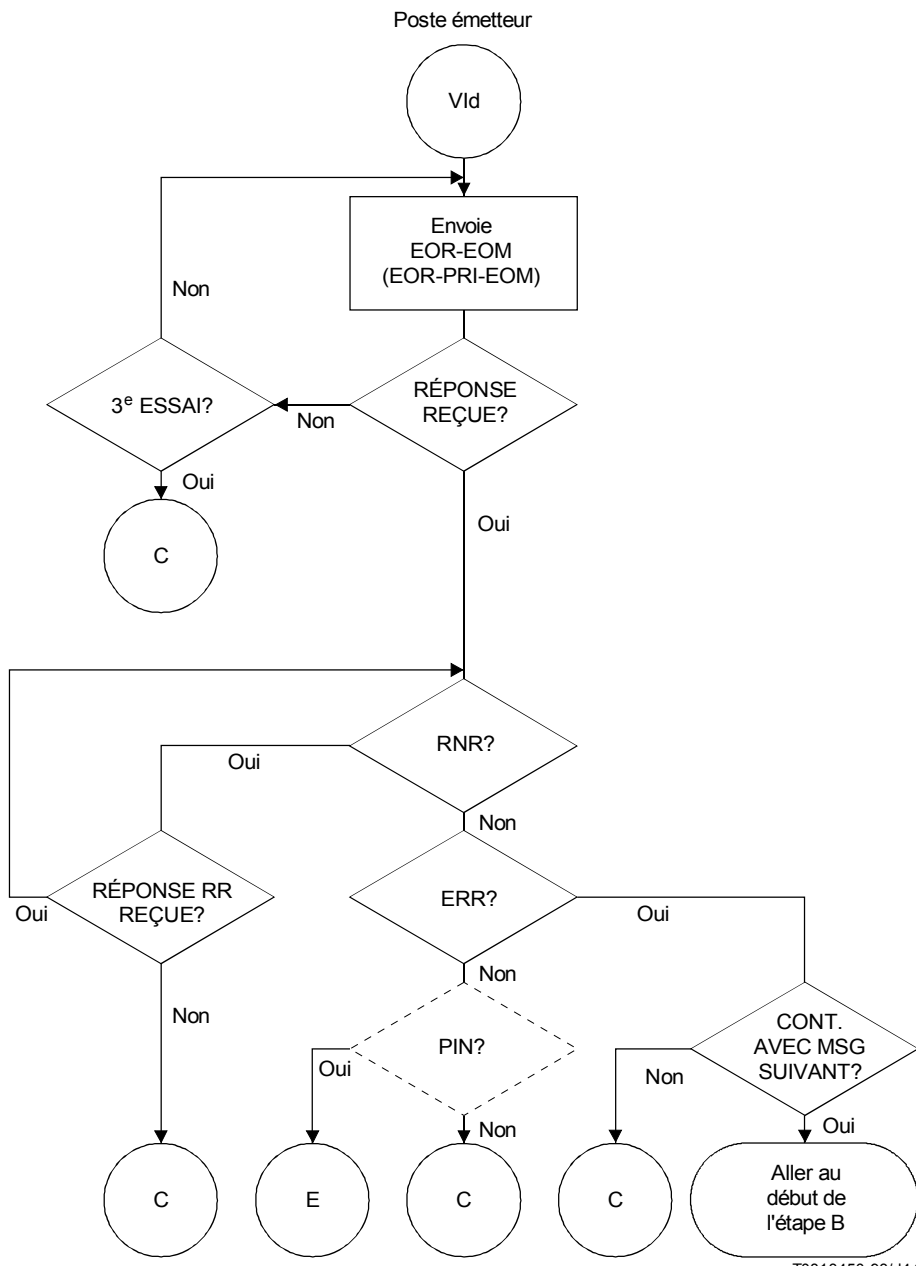 Poste émetteur
VId
Envoie
EOR-EOM
(EOR-PRI-EOM)
Non
3e ESSAI?
Non
RÉPONSE
REÇUE?
Oui
C
Oui
RNR?
Oui
Non
RÉPONSE RR
REÇUE?
Oui
ERR?
Oui
Non
Non
PIN?
Oui
Non
CONT.
AVEC MSG
SUIVANT?
Non
Oui
C
E
C
C
Aller au
début de
l'étape B